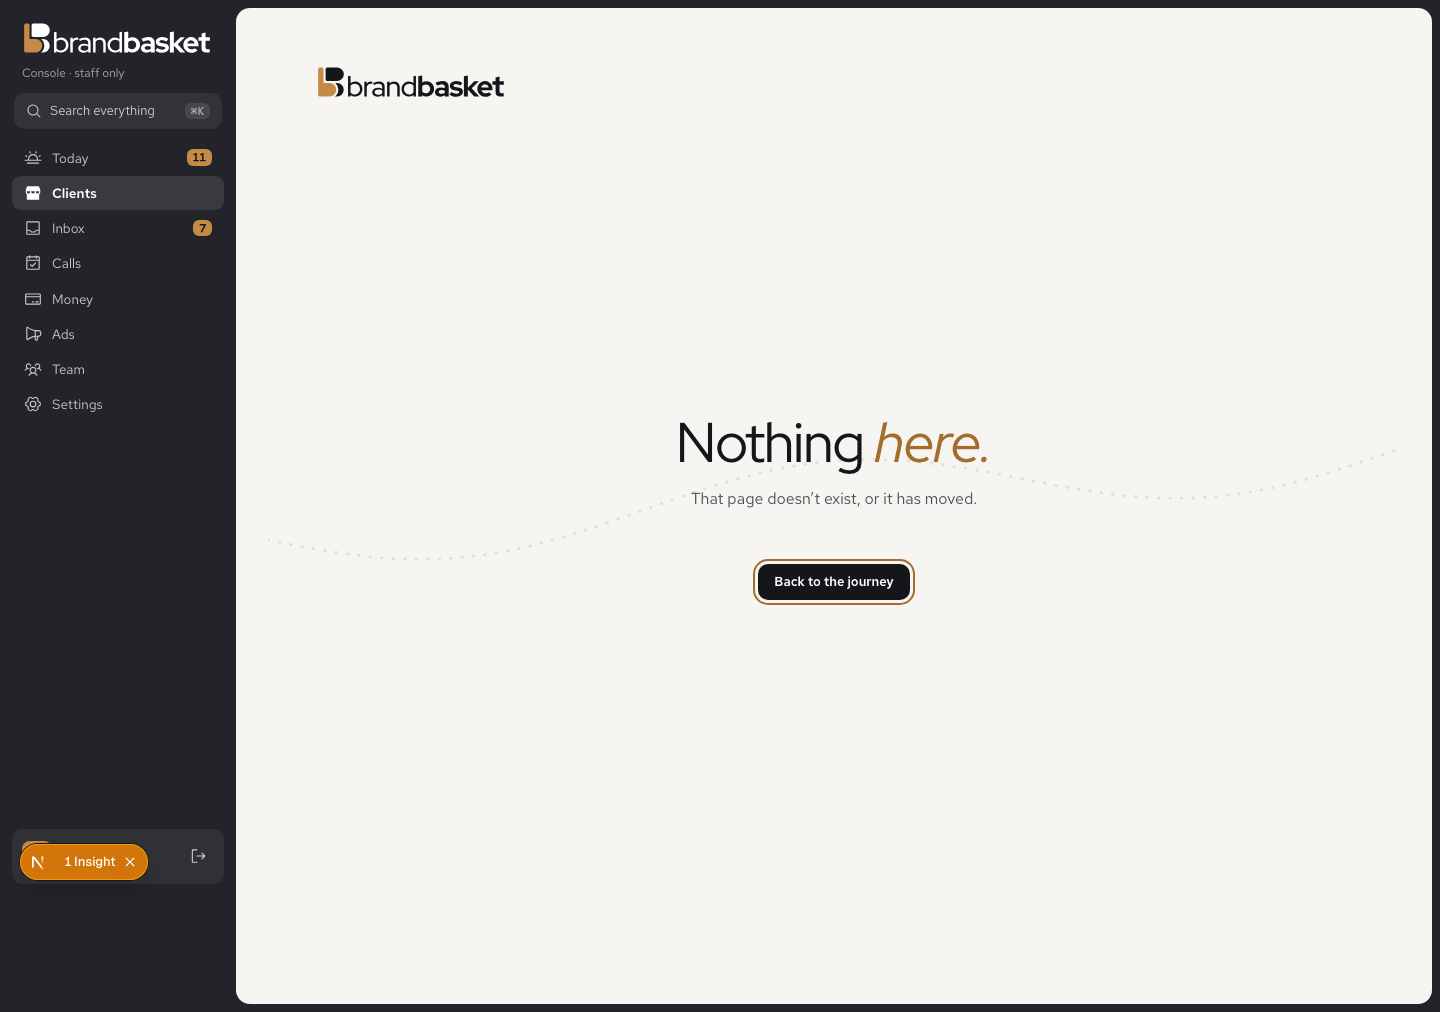 brandbasket
Console · staff only
Search everything ⌘K
Today 11
Clients
Inbox 7
Calls
Money
Ads
Team
Settings
N 1 Insight
brandbasket
Nothing here.
That page doesn’t exist, or it has moved.
Back to the journey